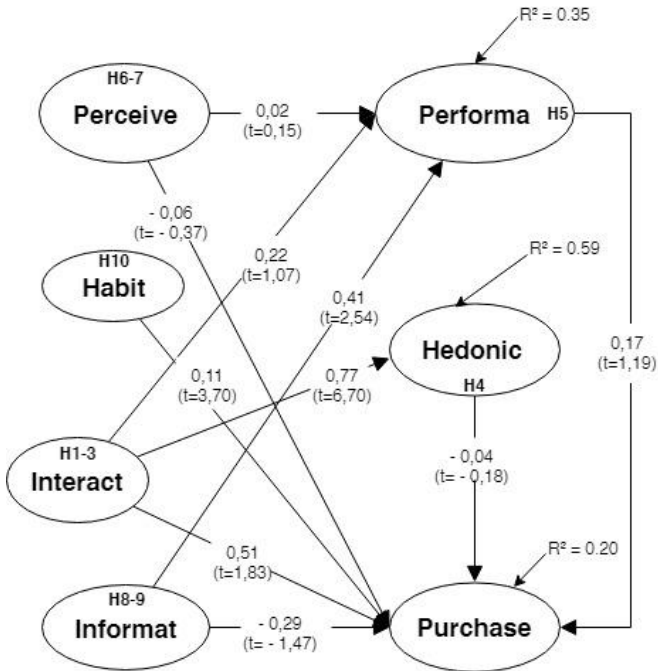 R² = 0.35
H6-7
Perceive
0,02
(t=0,15)
Performa
H5
- 0,06
(t= - 0,37)
0,22
(t=1,07)
H10
Habit
R² = 0.59
0,41
(t=2,54)
Hedonic
H4
0,17
(t=1,19)
0,11
(t=3,70)
0,77
(t=6,70)
H1-3
Interact
- 0,04
(t= - 0,18)
0,51
(t=1,83)
R² = 0.20
H8-9
Informat
- 0,29
(t= - 1,47)
Purchase